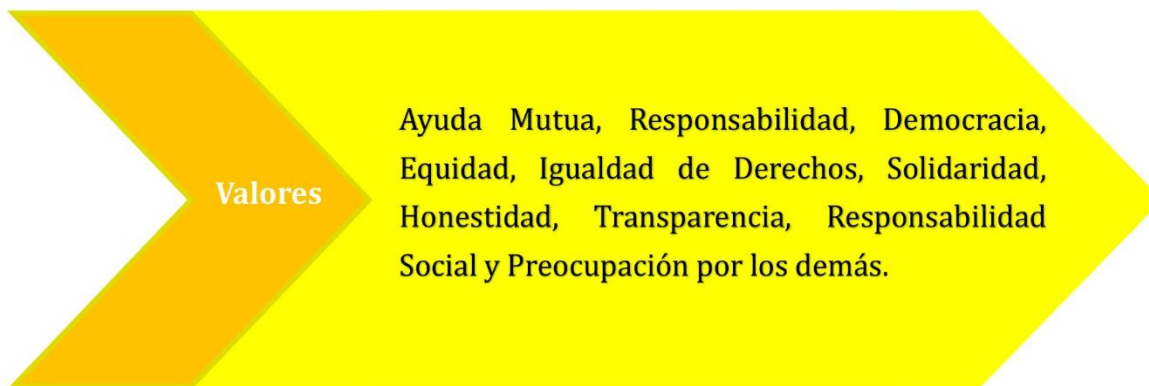 Valores
Ayuda Mutua, Responsabilidad, Democracia,
Equidad, Igualdad de Derechos, Solidaridad,
Honestidad, Transparencia, Responsabilidad
Social y Preocupación por los demás.